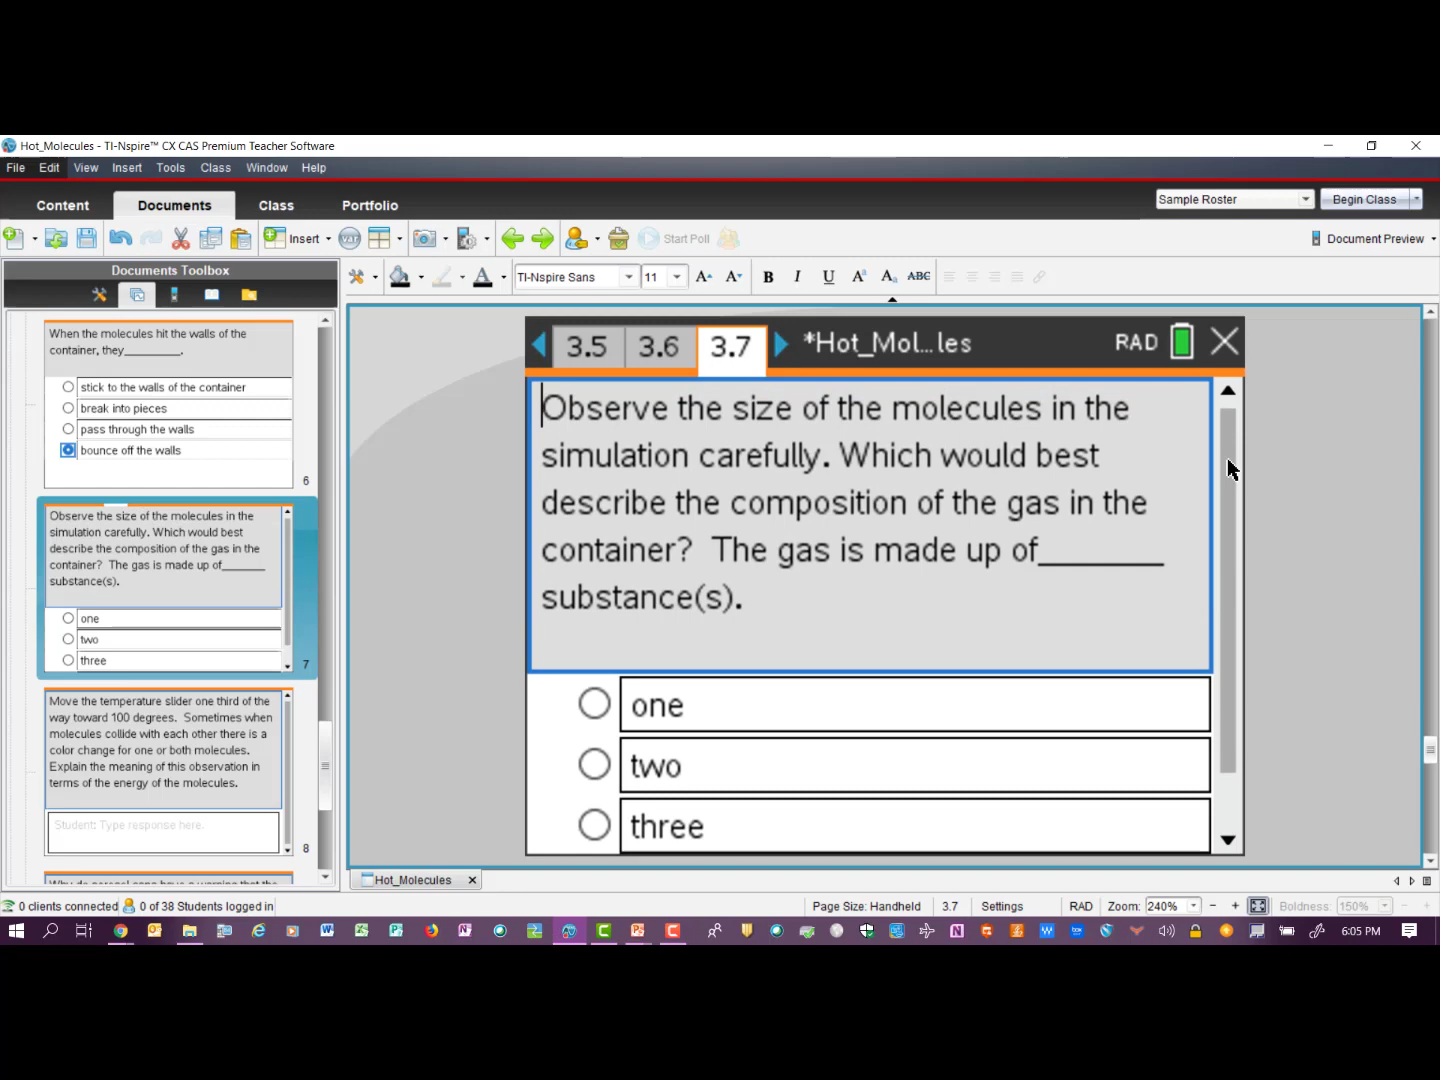 Hot_Molecules - TI-Nspire™ CX CAS Premium Teacher Software
File Edit View Insert Tools Class Window Help
Content Documents Class Portfolio
Sample Roster Begin Class
Insert VAR Start Poll Document Preview
Documents Toolbox
TI-Nspire Sans 11 A A A B I U A A ABC
When the molecules hit the walls of the
container, they_________.
stick to the walls of the container
break into pieces
pass through the walls
bounce off the walls
6
Observe the size of the molecules in the
simulation carefully. Which would best
describe the composition of the gas in the
container? The gas is made up of_______
substance(s).
one
two
three
7
Move the temperature slider one third of the
way toward 100 degrees. Sometimes when
molecules collide with each other there is a
color change for one or both molecules.
Explain the meaning of this observation in
terms of the energy of the molecules.
Student: Type response here.
8
3.5 3.6 3.7 *Hot_Mol...les RAD
Observe the size of the molecules in the
simulation carefully. Which would best
describe the composition of the gas in the
container? The gas is made up of_______
substance(s).
one
two
three
Hot_Molecules
0 clients connected 0 of 38 Students logged in Page Size: Handheld 3.7 Settings RAD Zoom: 240% - + Boldness: 150% - +
6:05 PM